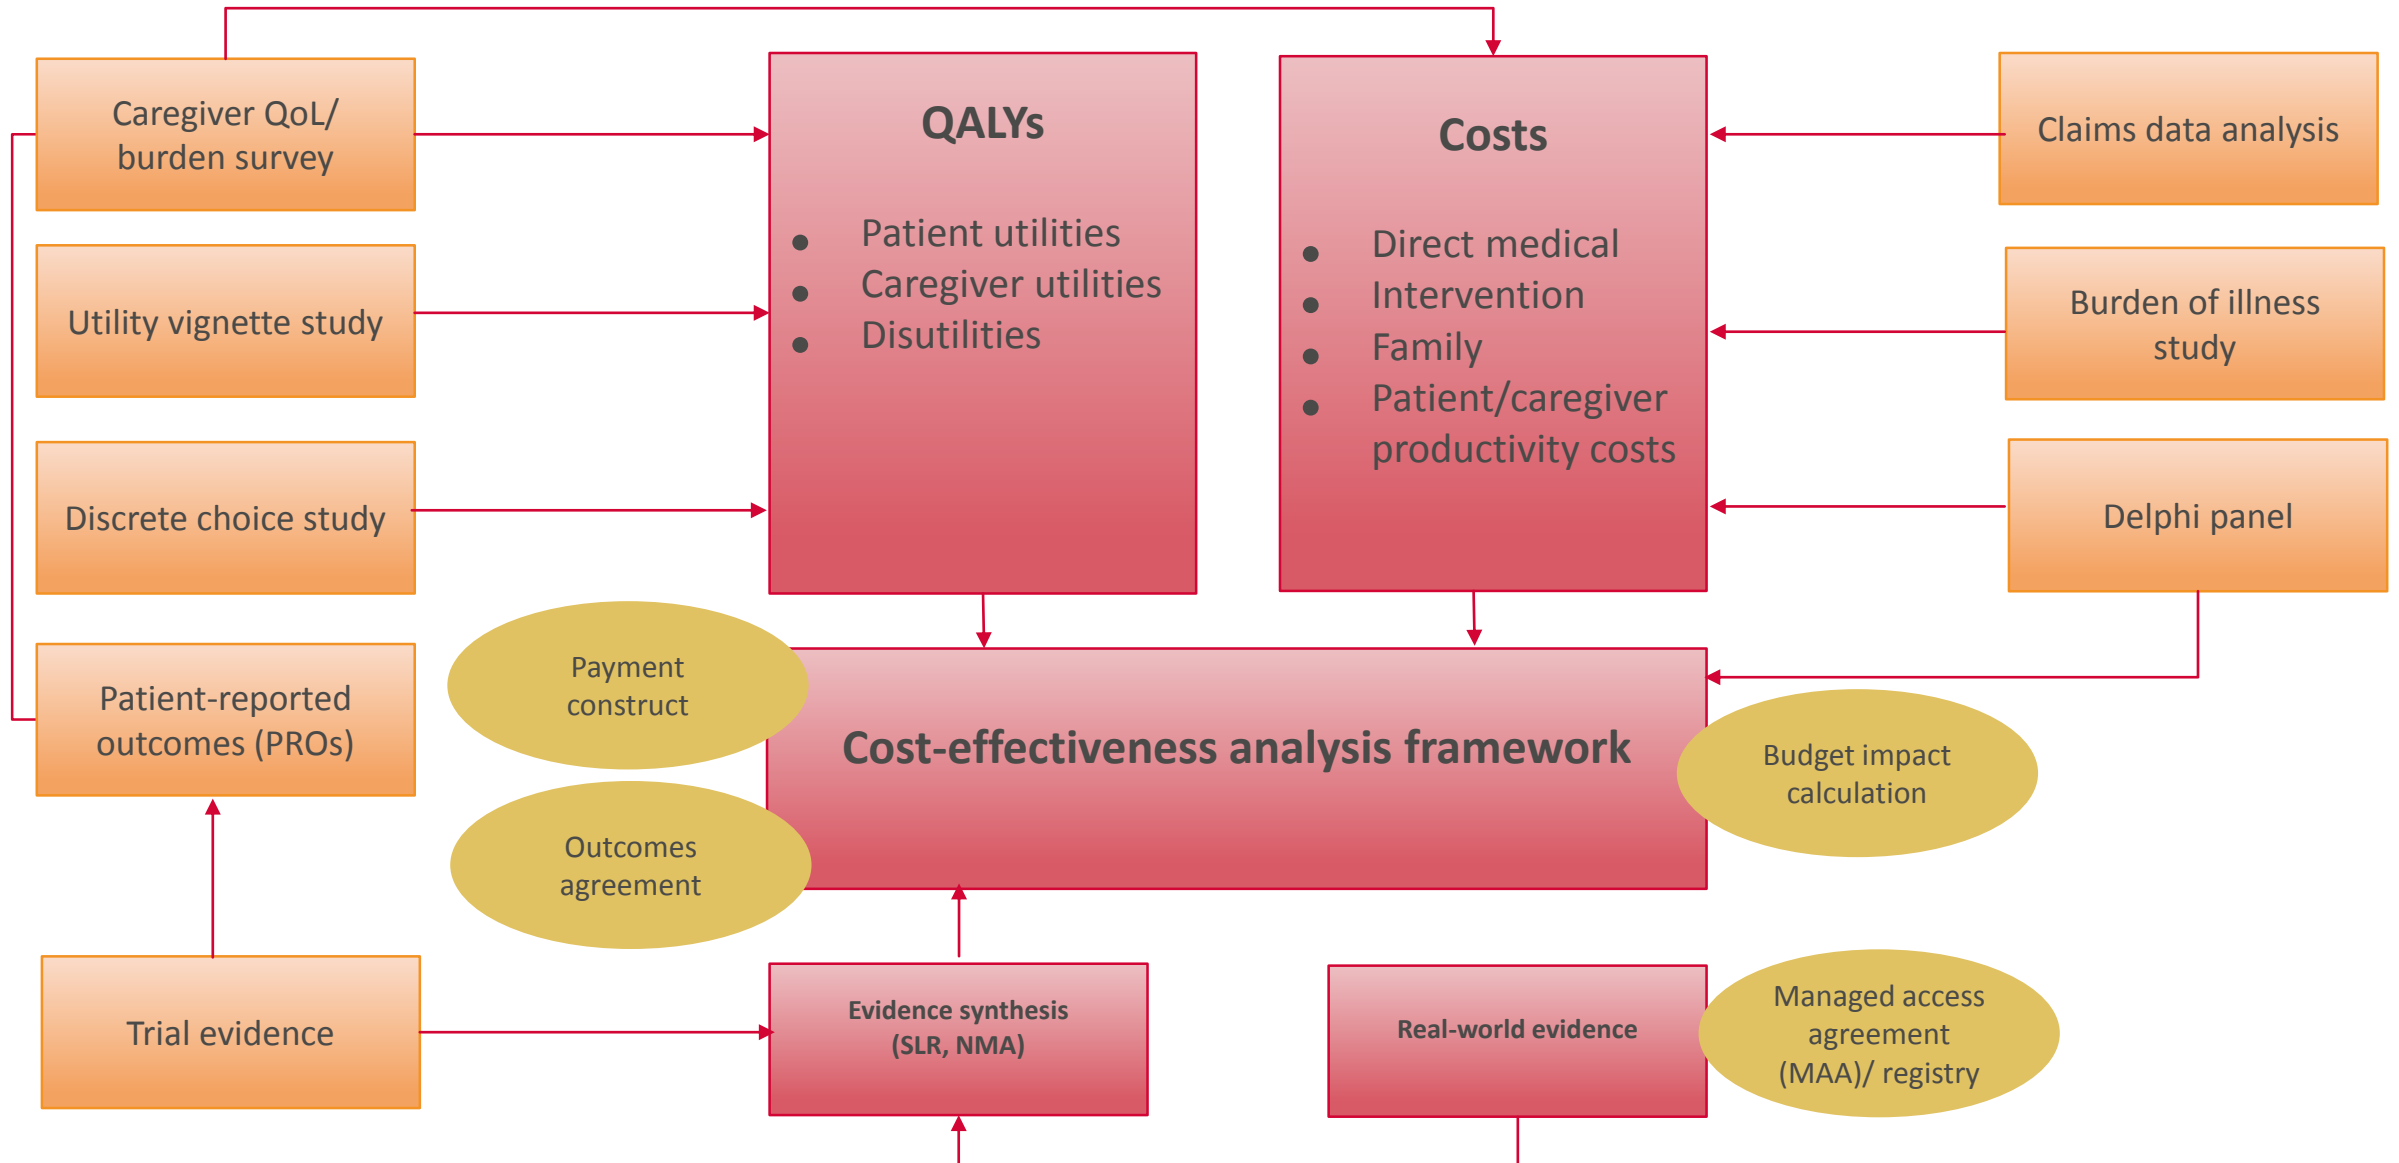 Caregiver QoL/
burden survey
Utility vignette study
Discrete choice study
Patient-reported
outcomes (PROs)
Trial evidence
QALYs
● Patient utilities
● Caregiver utilities
● Disutilities
Costs
● Direct medical
● Intervention
● Family
● Patient/caregiver
productivity costs
Claims data analysis
Burden of illness
study
Delphi panel
Payment
construct
Cost-effectiveness analysis framework
Budget impact
calculation
Outcomes
agreement
Evidence synthesis
(SLR, NMA)
Real-world evidence
Managed access
agreement
(MAA)/ registry